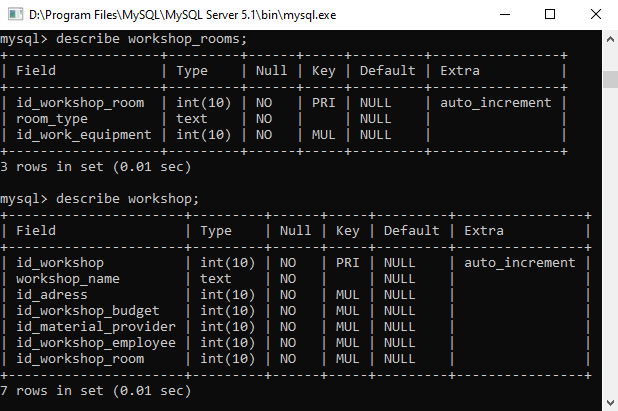 D:\Program Files\MySQL\MySQL Server 5.1\bin\mysql.exe
mysql> describe workshop_rooms;
+-------------------+---------+------+-----+---------+----------------+
| Field             | Type    | Null | Key | Default | Extra          |
+-------------------+---------+------+-----+---------+----------------+
| id_workshop_room  | int(10) | NO   | PRI | NULL    | auto_increment |
| room_type         | text    | NO   |     | NULL    |                |
| id_work_equipment | int(10) | NO   | MUL | NULL    |                |
+-------------------+---------+------+-----+---------+----------------+
3 rows in set (0.01 sec)
mysql> describe workshop;
+----------------------+---------+------+-----+---------+----------------+
| Field                | Type    | Null | Key | Default | Extra          |
+----------------------+---------+------+-----+---------+----------------+
| id_workshop          | int(10) | NO   | PRI | NULL    | auto_increment |
| workshop_name        | text    | NO   |     | NULL    |                |
| id_adress            | int(10) | NO   | MUL | NULL    |                |
| id_workshop_budget   | int(10) | NO   | MUL | NULL    |                |
| id_material_provider | int(10) | NO   | MUL | NULL    |                |
| id_workshop_employee | int(10) | NO   | MUL | NULL    |                |
| id_workshop_room     | int(10) | NO   | MUL | NULL    |                |
+----------------------+---------+------+-----+---------+----------------+
7 rows in set (0.01 sec)